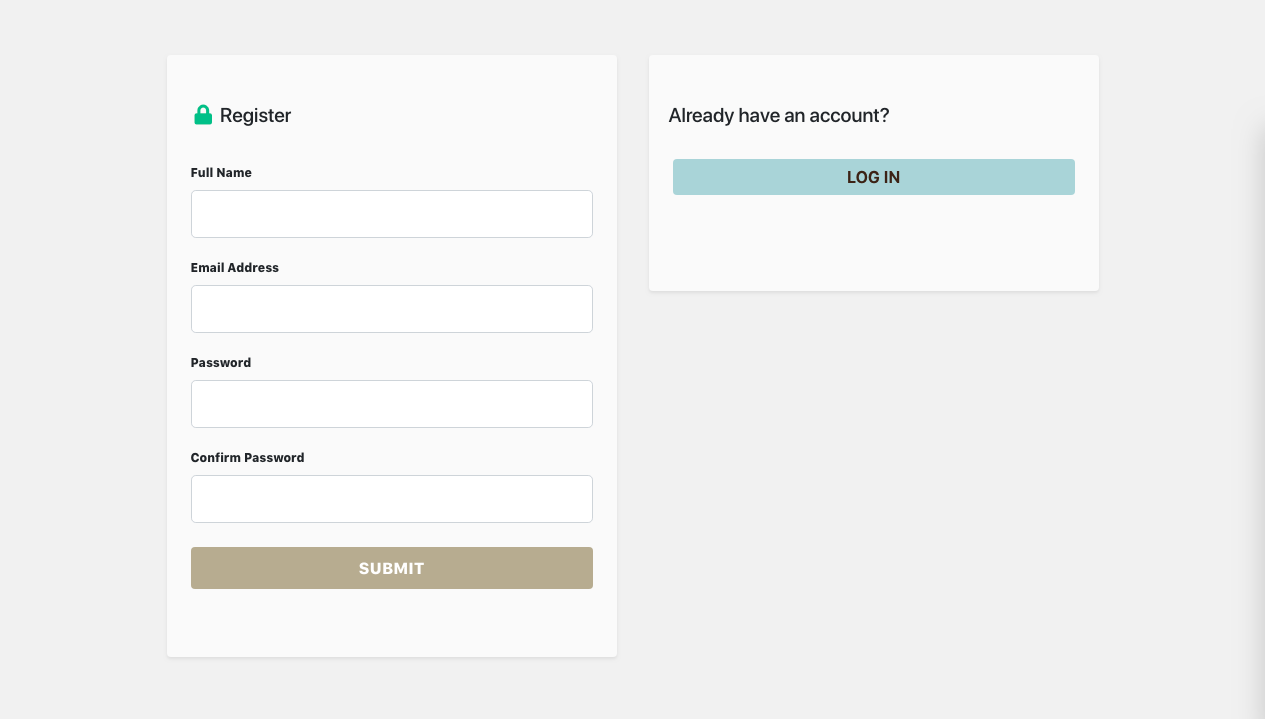 Register
Full Name
Email Address
Password
Confirm Password
SUBMIT
Already have an account?
LOG IN